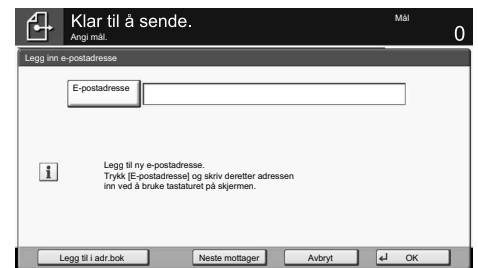 Klar til å sende.
Angi mål.
Mål
0
Legg inn e-postadresse
E-postadresse
Legg til ny e-postadresse.
Trykk [E-postadresse] og skriv deretter adressen
inn ved å bruke tastaturet på skjermen.
Legg til i adr.bok
Neste mottager
Avbryt
OK